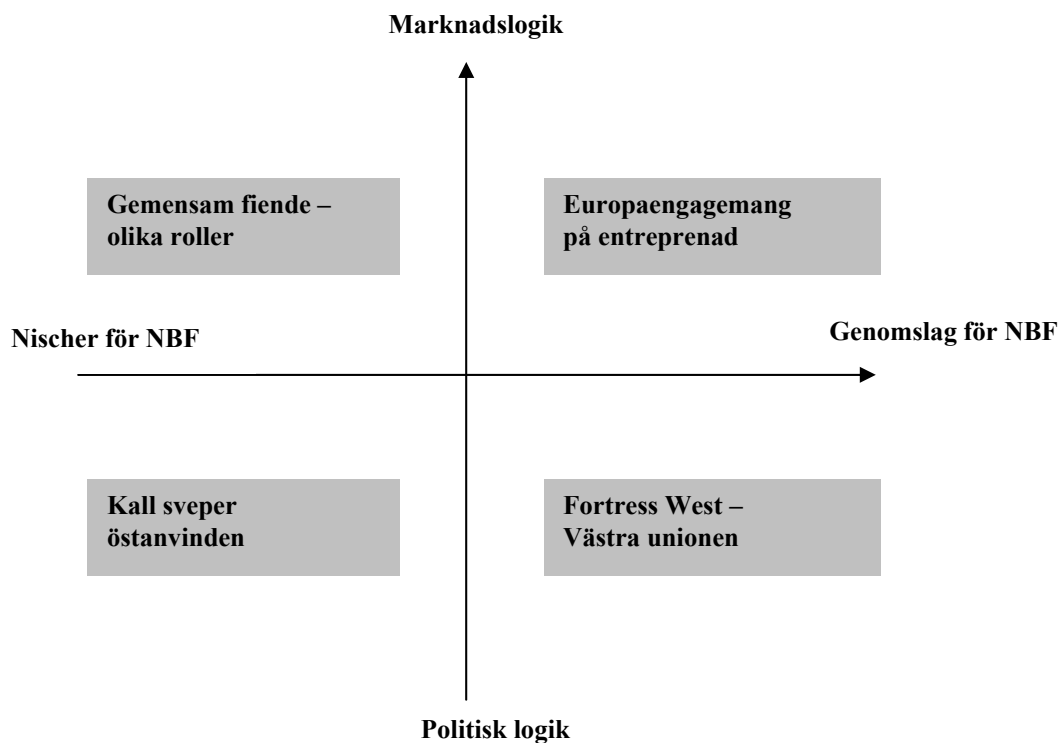 Marknadslogik
Gemensam fiende –
olika roller
Europaengagemang
på entreprenad
Nischer för NBF
Genomslag för NBF
Kall sveper
östanvinden
Fortress West –
Västra unionen
Politisk logik